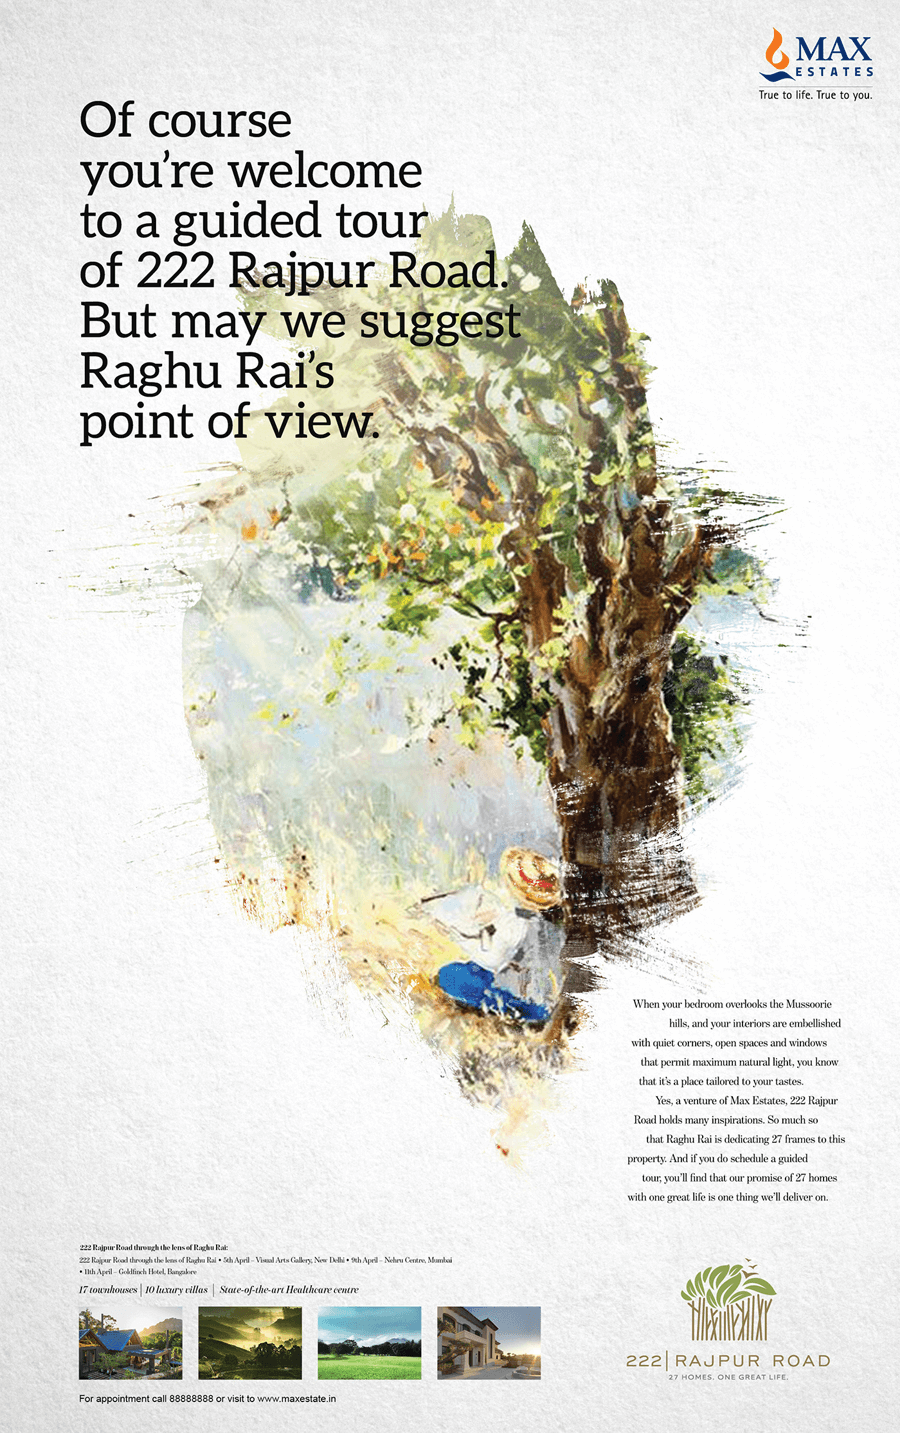 MAX
ESTATES
True to life. True to you.
Of course
you're welcome
to a guided tour
of 222 Rajpur Road.
But may we suggest
Raghu Rai's
point of view.
When your bedroom overlooks the Mussoorie
hills, and your interiors are embellished
with quiet corners, open spaces and windows
that permit maximum natural light, you know
that it's a place tailored to your tastes.
Yes, a venture of Max Estates, 222 Rajpur
Road holds many inspirations. So much so
that Raghu Rai is dedicating 27 frames to this
property. And if you do schedule a guided
tour, you'll find that our promise of 27 homes
with one great life is one thing we'll deliver on.
222 Rajpur Road through the lens of Raghu Rai:
222 Rajpur Road through the lens of Raghu Rai • 5th April – Visual Arts Gallery, New Delhi • 9th April – Nehru Centre, Mumbai
• 11th April – Goldfinch Hotel, Bangalore
17 townhouses | 10 luxury villas | State-of-the-art Healthcare centre
For appointment call 88888888 or visit to www.maxestate.in
222 | RAJPUR ROAD
27 HOMES. ONE GREAT LIFE.